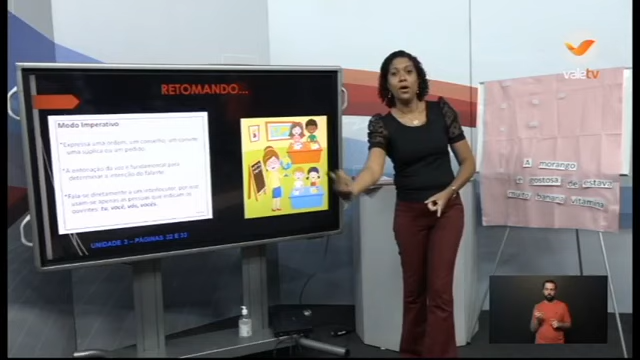 RETOMANDO...
Modo Imperativo
*Expressa uma ordem, um conselho, um convite,
uma súplica ou um pedido.
*A entonação da voz é fundamental para
determinar a intenção do falante.
*Fala-se diretamente a um interlocutor, por isso
usam-se apenas as pessoas que indicam os
ouvintes: tu, você, vós, vocês.
UNIDADE 3 – PÁGINAS 32 E 33
valetv
A morango
e gostosa de estava
muito banana vitamina